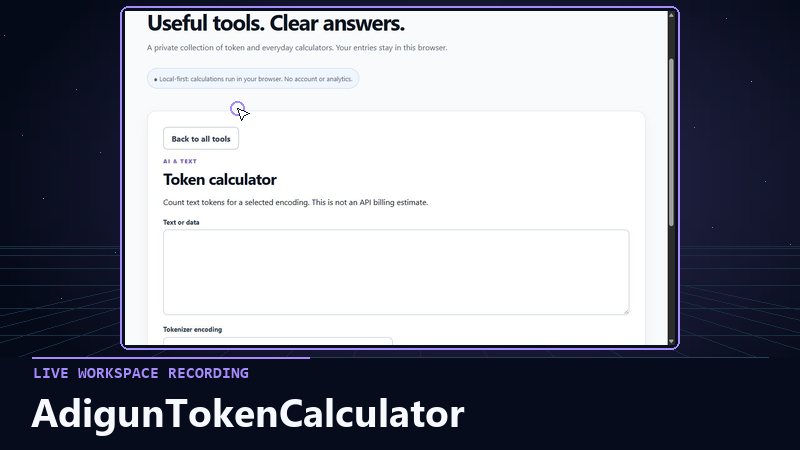 Useful tools. Clear answers.
A private collection of token and everyday calculators. Your entries stay in this browser.
Local-first: calculations run in your browser. No account or analytics.
Back to all tools
AI & TEXT
Token calculator
Count text tokens for a selected encoding. This is not an API billing estimate.
Text or data
Tokenizer encoding
LIVE WORKSPACE RECORDING
AdigunTokenCalculator